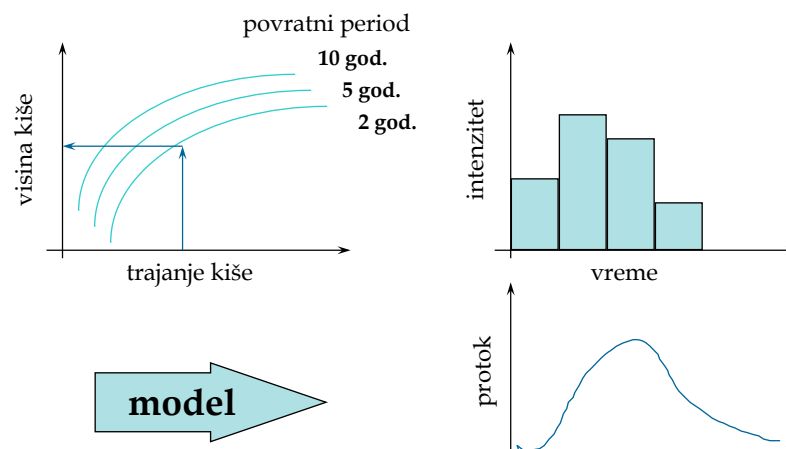 povratni period
10 god.
5 god.
2 god.
visina kiše
trajanje kiše
intenzitet
vreme
model
protok